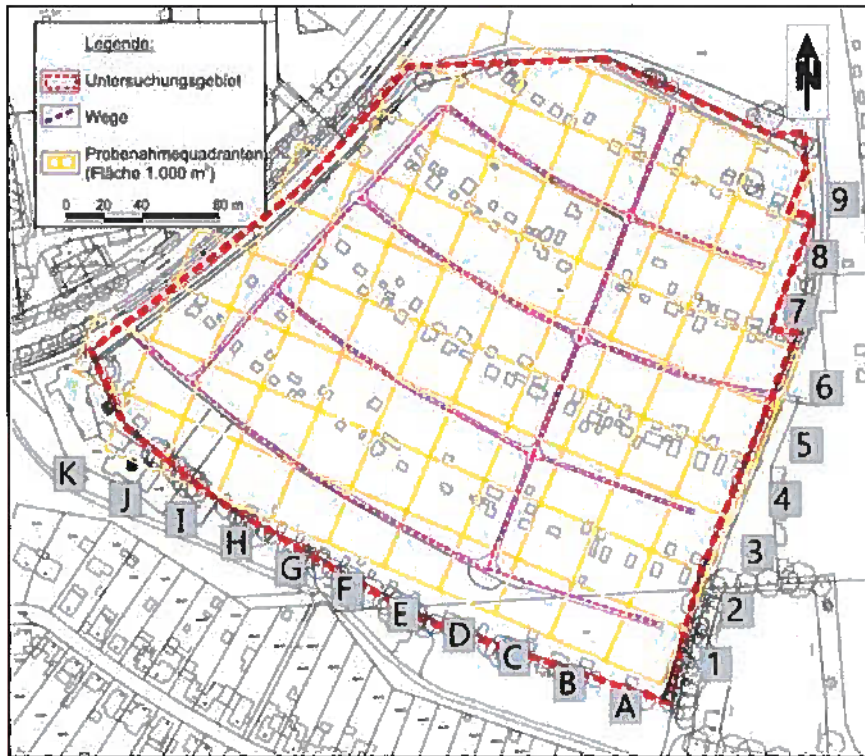 Legende:
Untersuchungsgebiet
Wege
Probenahmequadranten
(Fläche 1.000 m²)
0 20 40 80 m
N
9
8
7
6
5
4
3
2
1
K
J
I
H
G
F
E
D
C
B
A